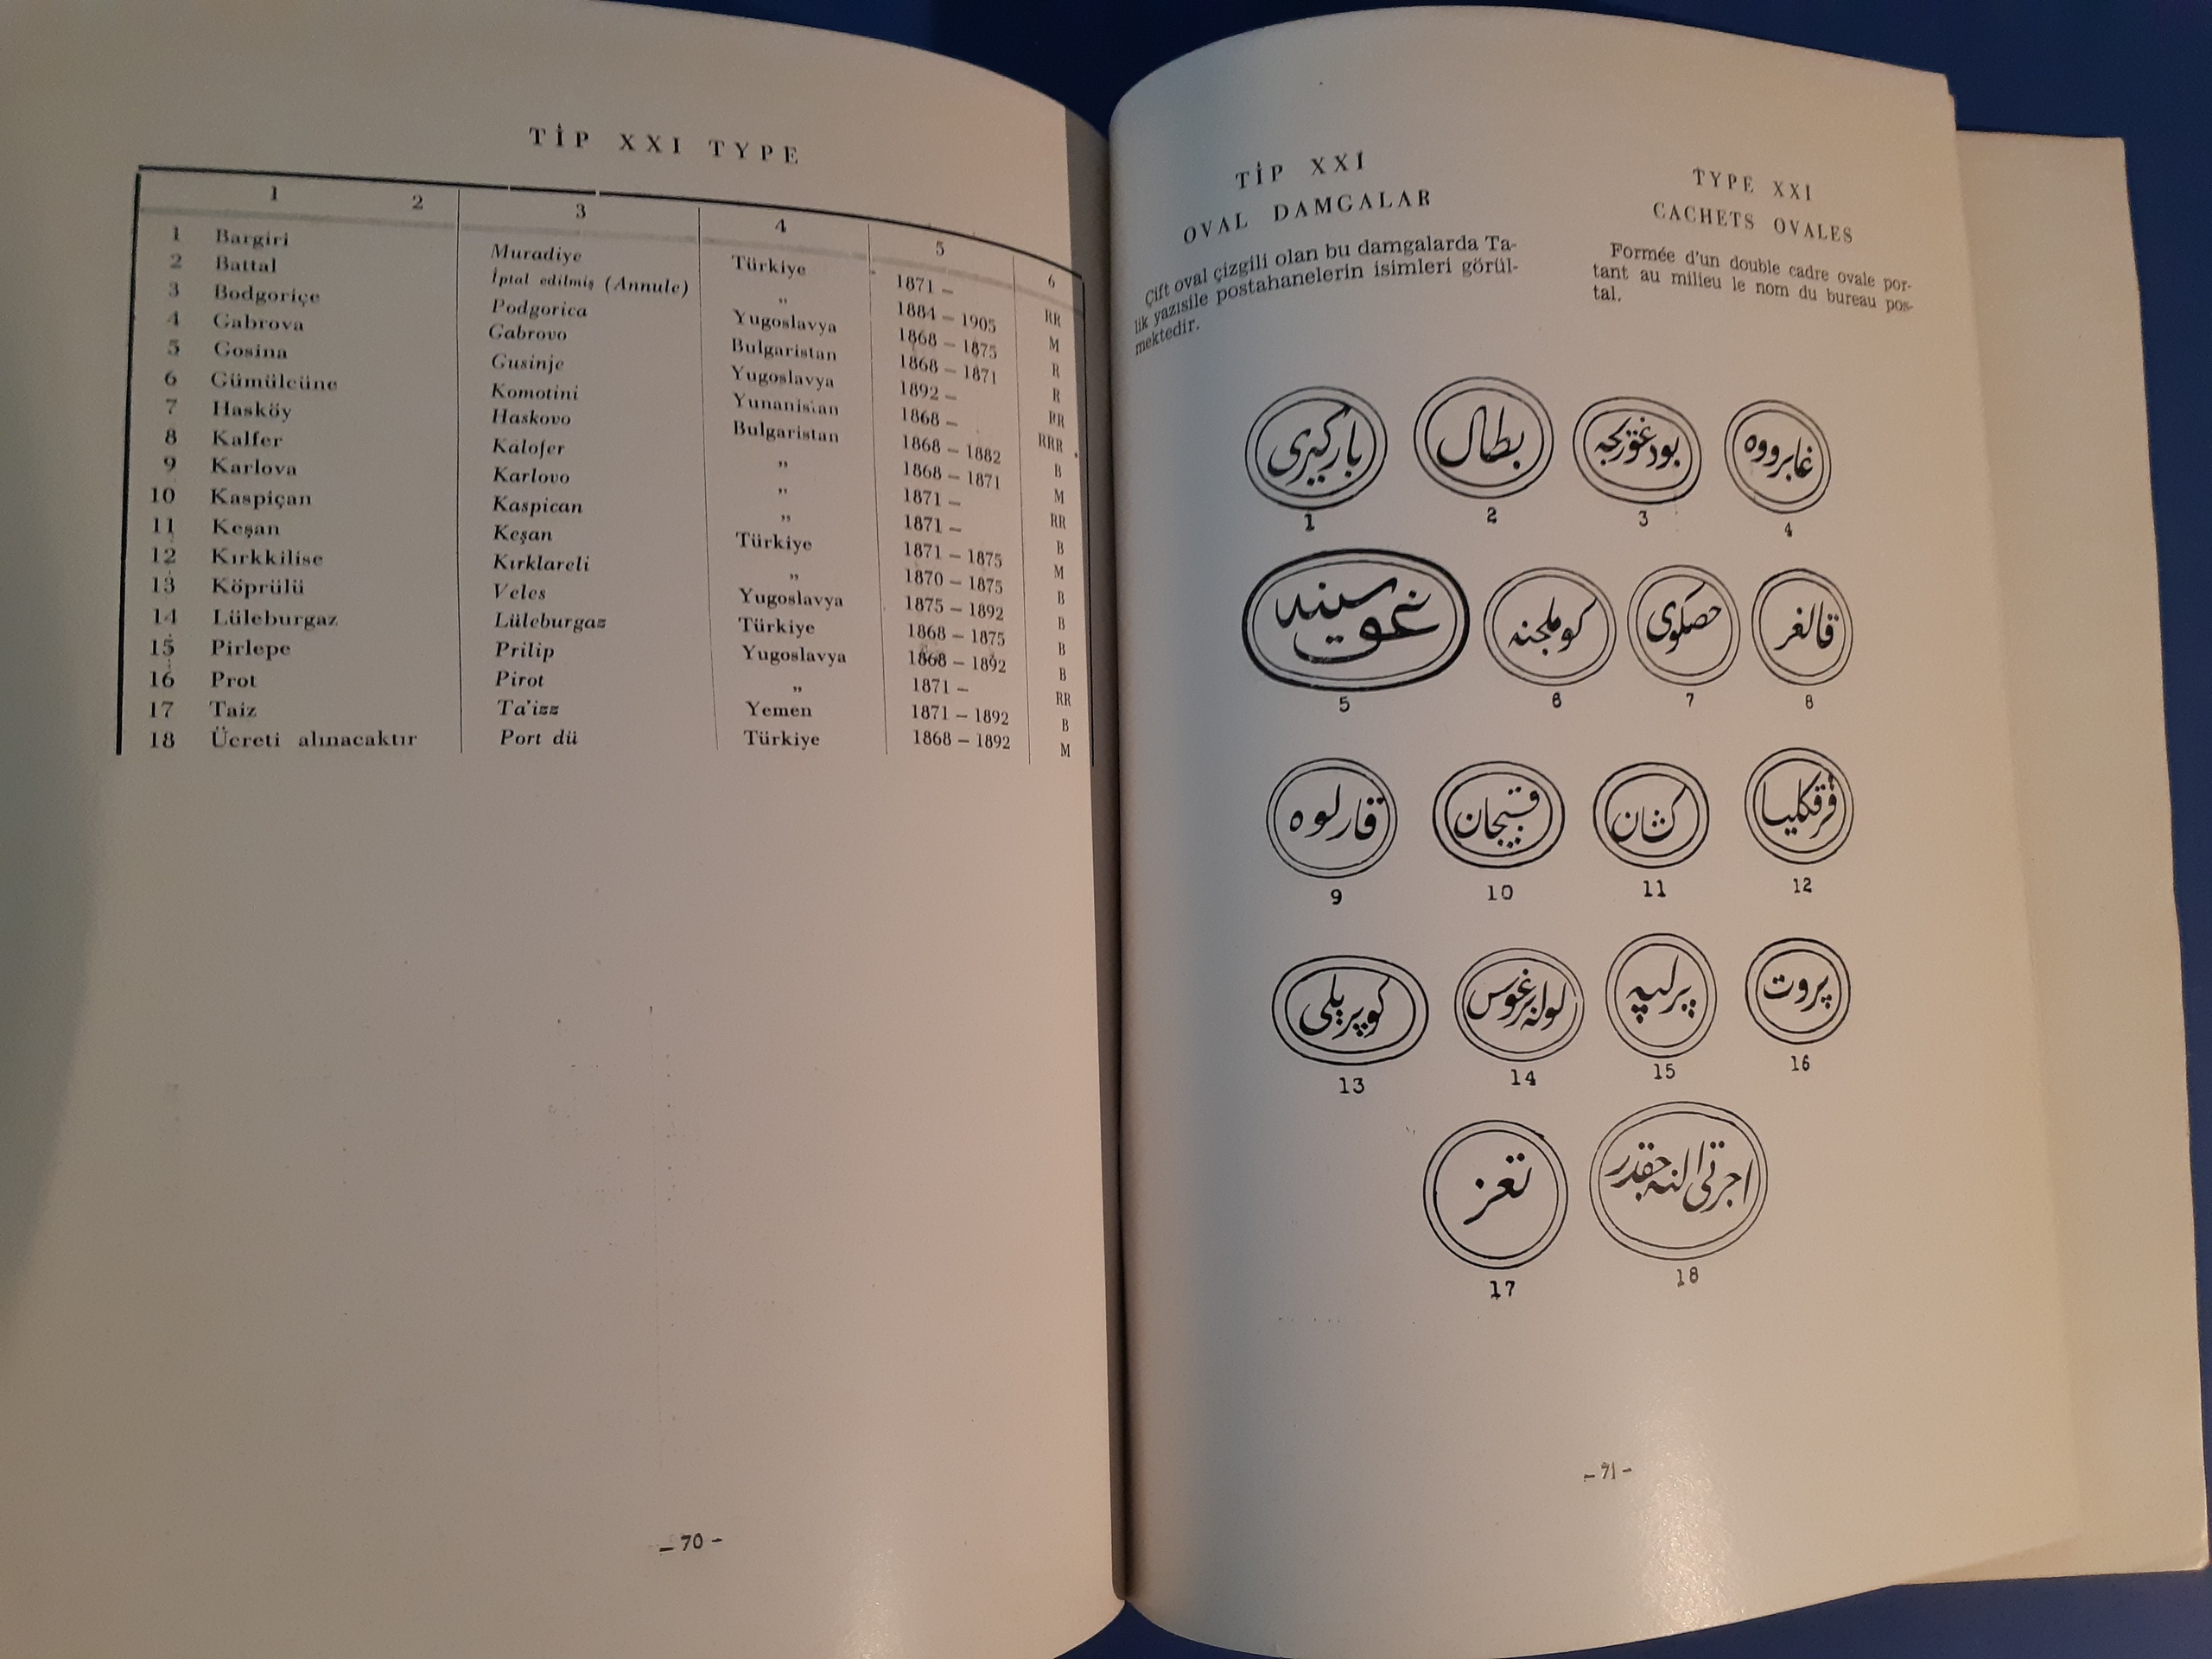 TİP XXI TYPE
1 2 3 4 5 6
1 Bargiri Muradiye Türkiye 1871 – RR
2 Battal İptal edilmiş (Annule) ,, 1884 – 1905 M
3 Bodgoriçe Podgorica Yugoslavya 1868 – 1875 R
4 Gabrova Gabrovo Bulgaristan 1868 – 1871 R
5 Gosina Gusinje Yugoslavya 1892 – RR
6 Gümülcüne Komotini Yunanistan 1868 – RRR
7 Hasköy Haskovo Bulgaristan 1868 – 1882 B
8 Kalfer Kalofer ,, 1868 – 1871 M
9 Karlova Karlovo ,, 1871 – RR
10 Kaspiçan Kaspican ,, 1871 – B
11 Keşan Keşan Türkiye 1871 – 1875 M
12 Kırkkilise Kırklareli ,, 1870 – 1875 B
13 Köprülü Veles Yugoslavya 1875 – 1892 B
14 Lüleburgaz Lüleburgaz Türkiye 1868 – 1875 B
15 Pirlepe Prilip Yugoslavya 1868 – 1892 B
16 Prot Pirot ,, 1871 – RR
17 Taiz Ta'izz Yemen 1871 – 1892 B
18 Ücreti alınacaktır Port dü Türkiye 1868 – 1892 M
– 70 –
TİP XXI
OVAL DAMGALAR
Çift oval çizgili olan bu damgalarda Ta-
lik yazısile postahanelerin isimleri görül-
mektedir.
TYPE XXI
CACHETS OVALES
Formée d'un double cadre ovale por-
tant au milieu le nom du bureau pos-
tal.
بارگیری بطال بودغوریجه غابرووه
1 2 3 4
غوسینه کوملجنه حصکوی قالفر
5 6 7 8
قارلوه قسپیجان کشان قرقکلیسا
9 10 11 12
کوپریلی لوله برغوس پرلپه پروت
13 14 15 16
تعز اجرتی النه جقدر
17 18
– 71 –